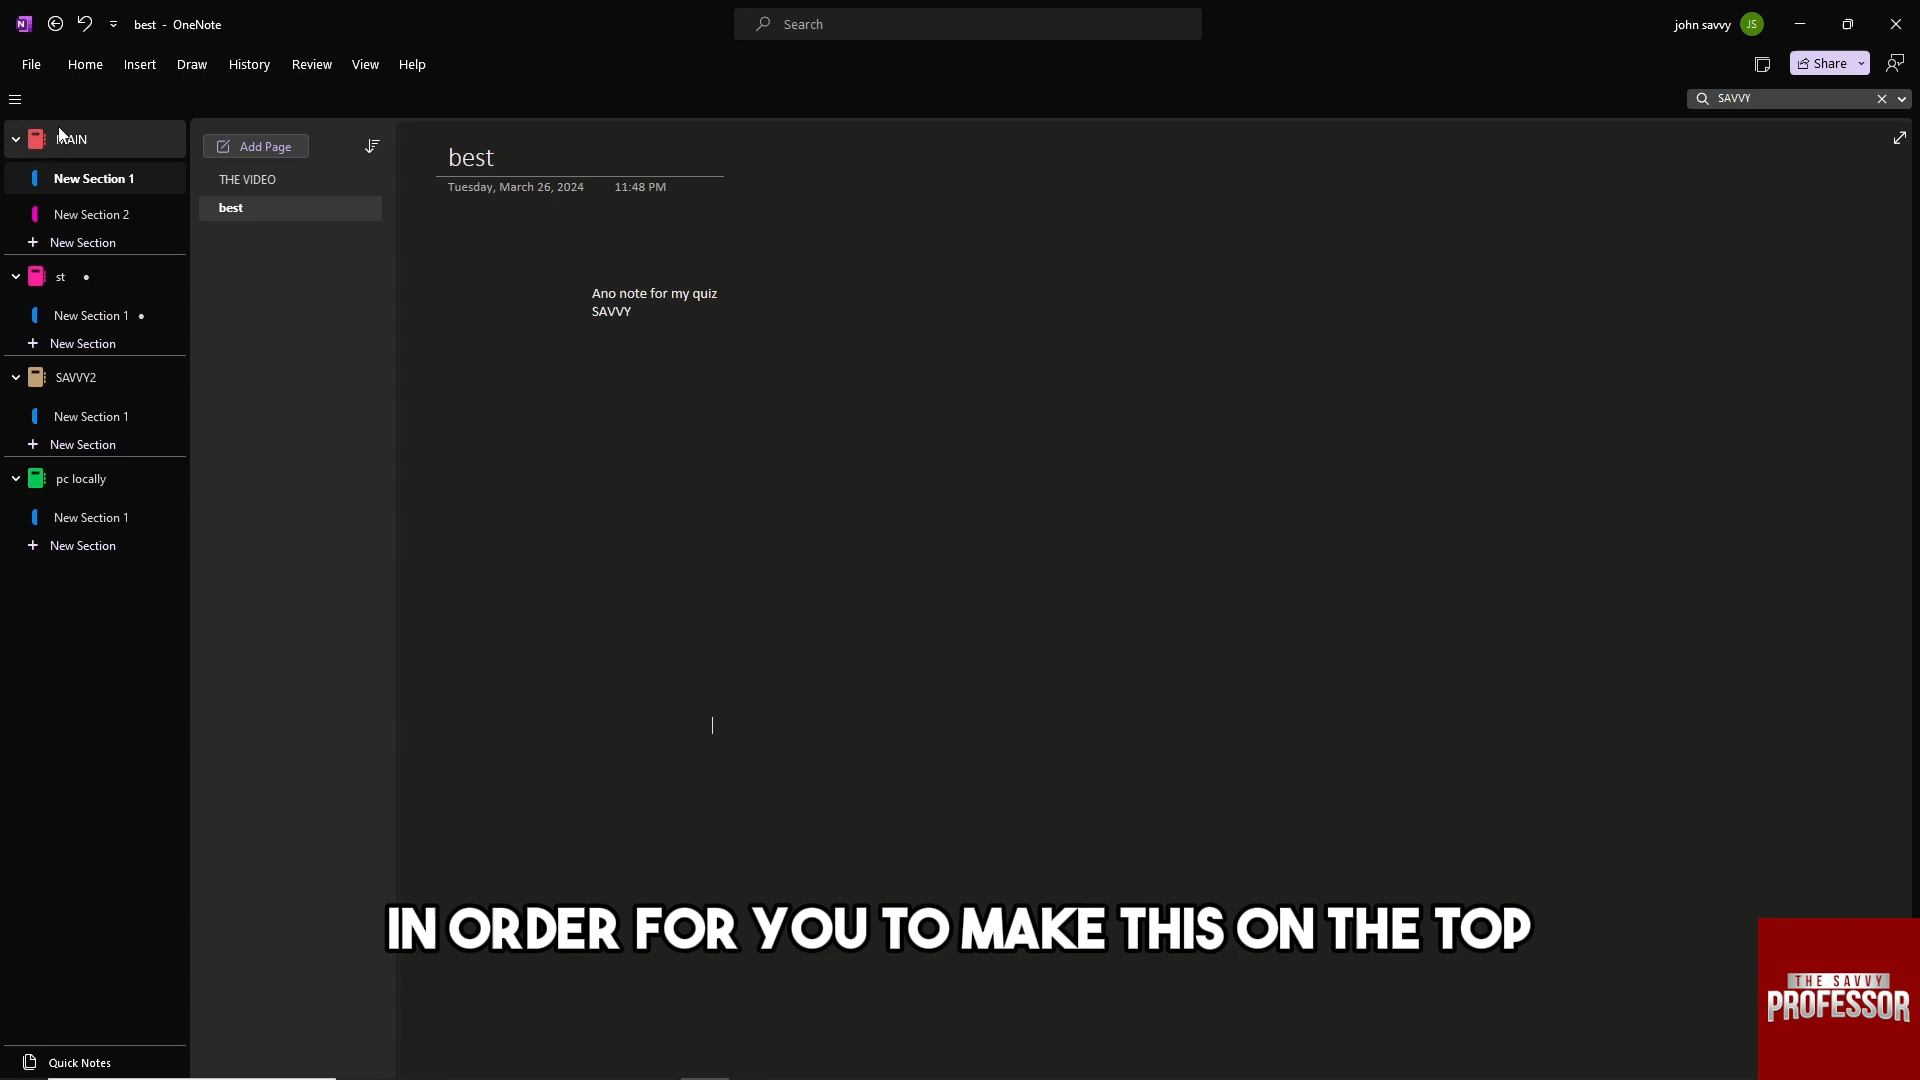 best - OneNote
Search
john savvy JS
File Home Insert Draw History Review View Help
Share
SAVVY
MAIN
New Section 1
New Section 2
+ New Section
st
New Section 1
+ New Section
SAVVY2
New Section 1
+ New Section
pc locally
New Section 1
+ New Section
Quick Notes
Add Page
THE VIDEO
best
best
Tuesday, March 26, 2024 11:48 PM
Ano note for my quiz
SAVVY
IN ORDER FOR YOU TO MAKE THIS ON THE TOP
THE SAVVY
PROFESSOR